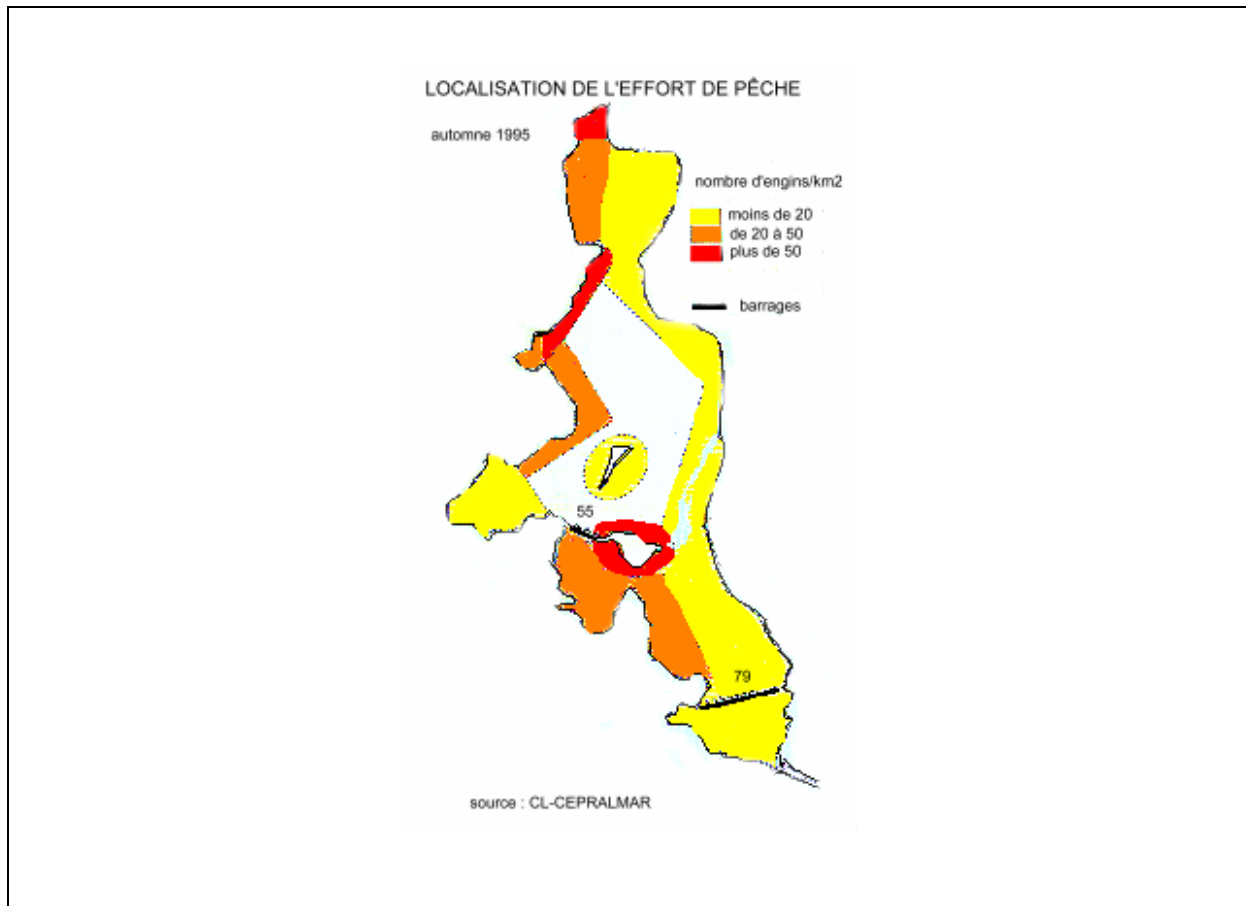 LOCALISATION DE L'EFFORT DE PÊCHE
automne 1995
nombre d'engins/km2
moins de 20
de 20 à 50
plus de 50
barrages
55
79
source : CL-CEPRALMAR